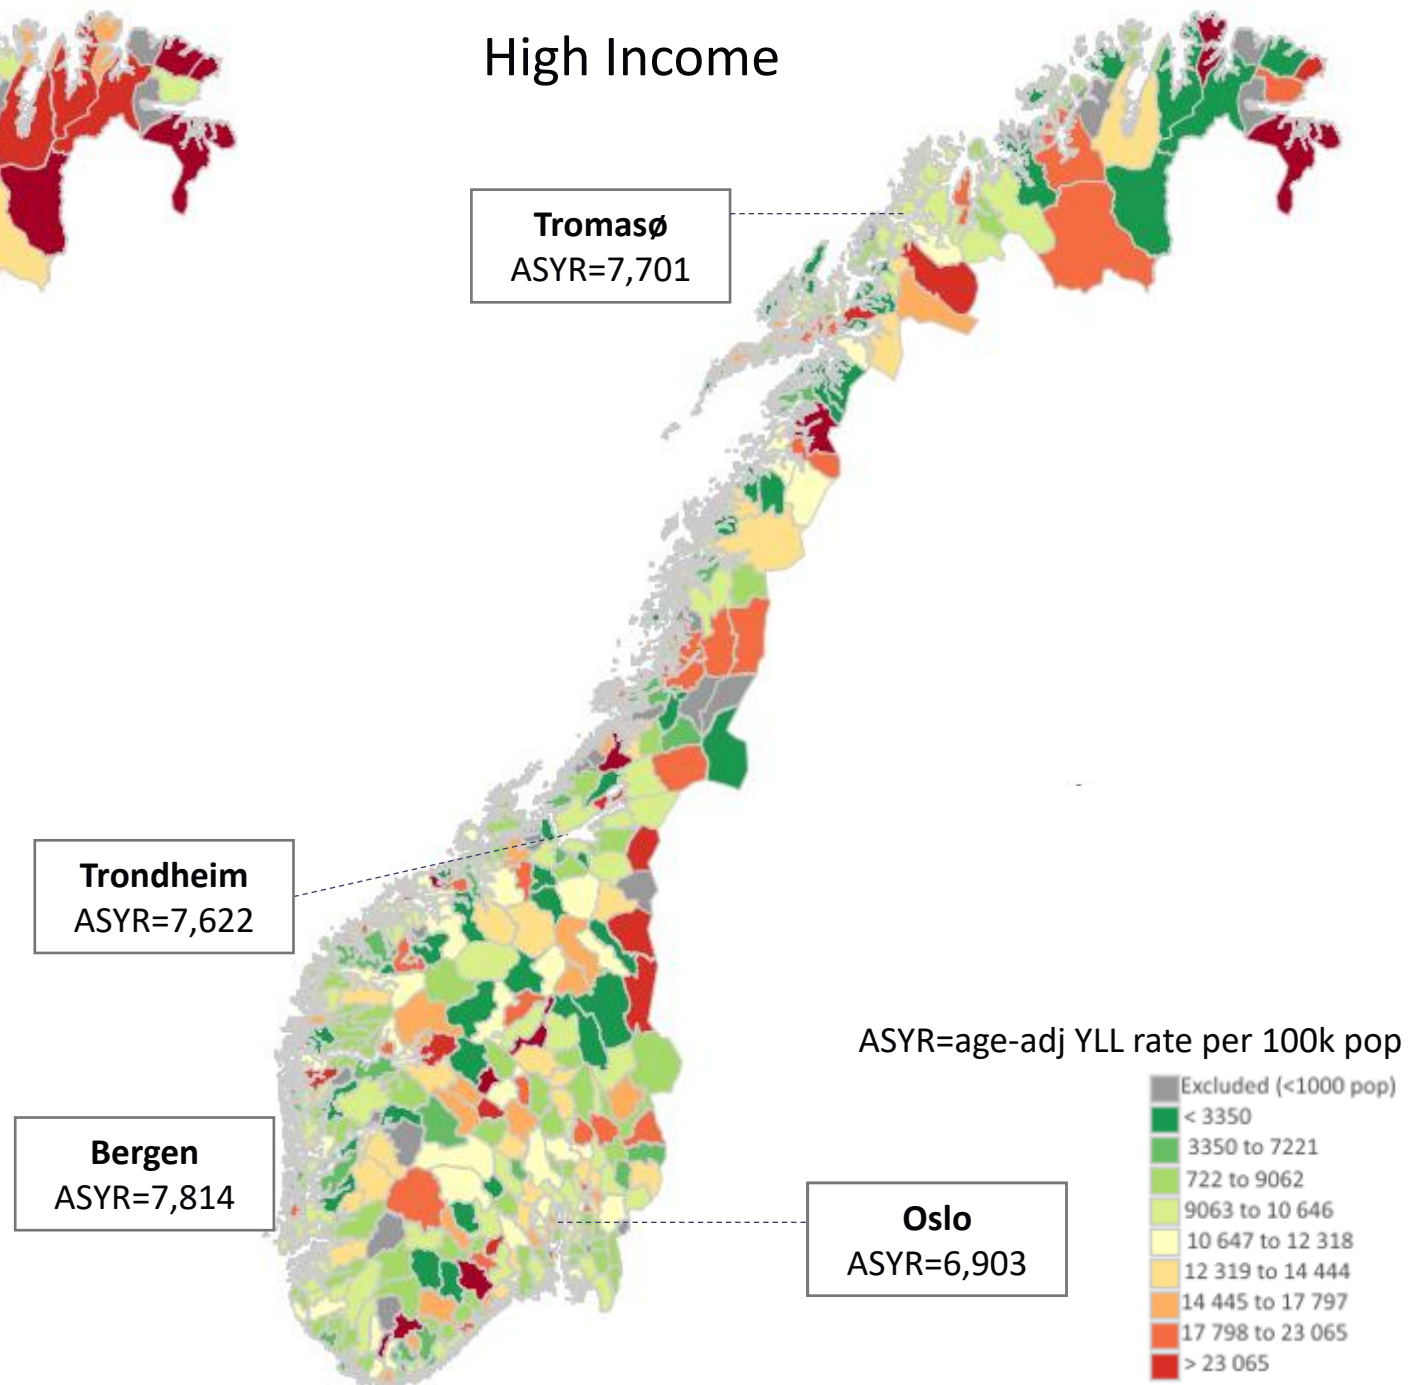 High Income
Tromasø
ASYR=7,701
Trondheim
ASYR=7,622
ASYR=age-adj YLL rate per 100k pop
Excluded (<1000 pop)
< 3350
3350 to 7221
722 to 9062
9063 to 10 646
10 647 to 12 318
12 319 to 14 444
14 445 to 17 797
17 798 to 23 065
> 23 065
Bergen
ASYR=7,814
Oslo
ASYR=6,903